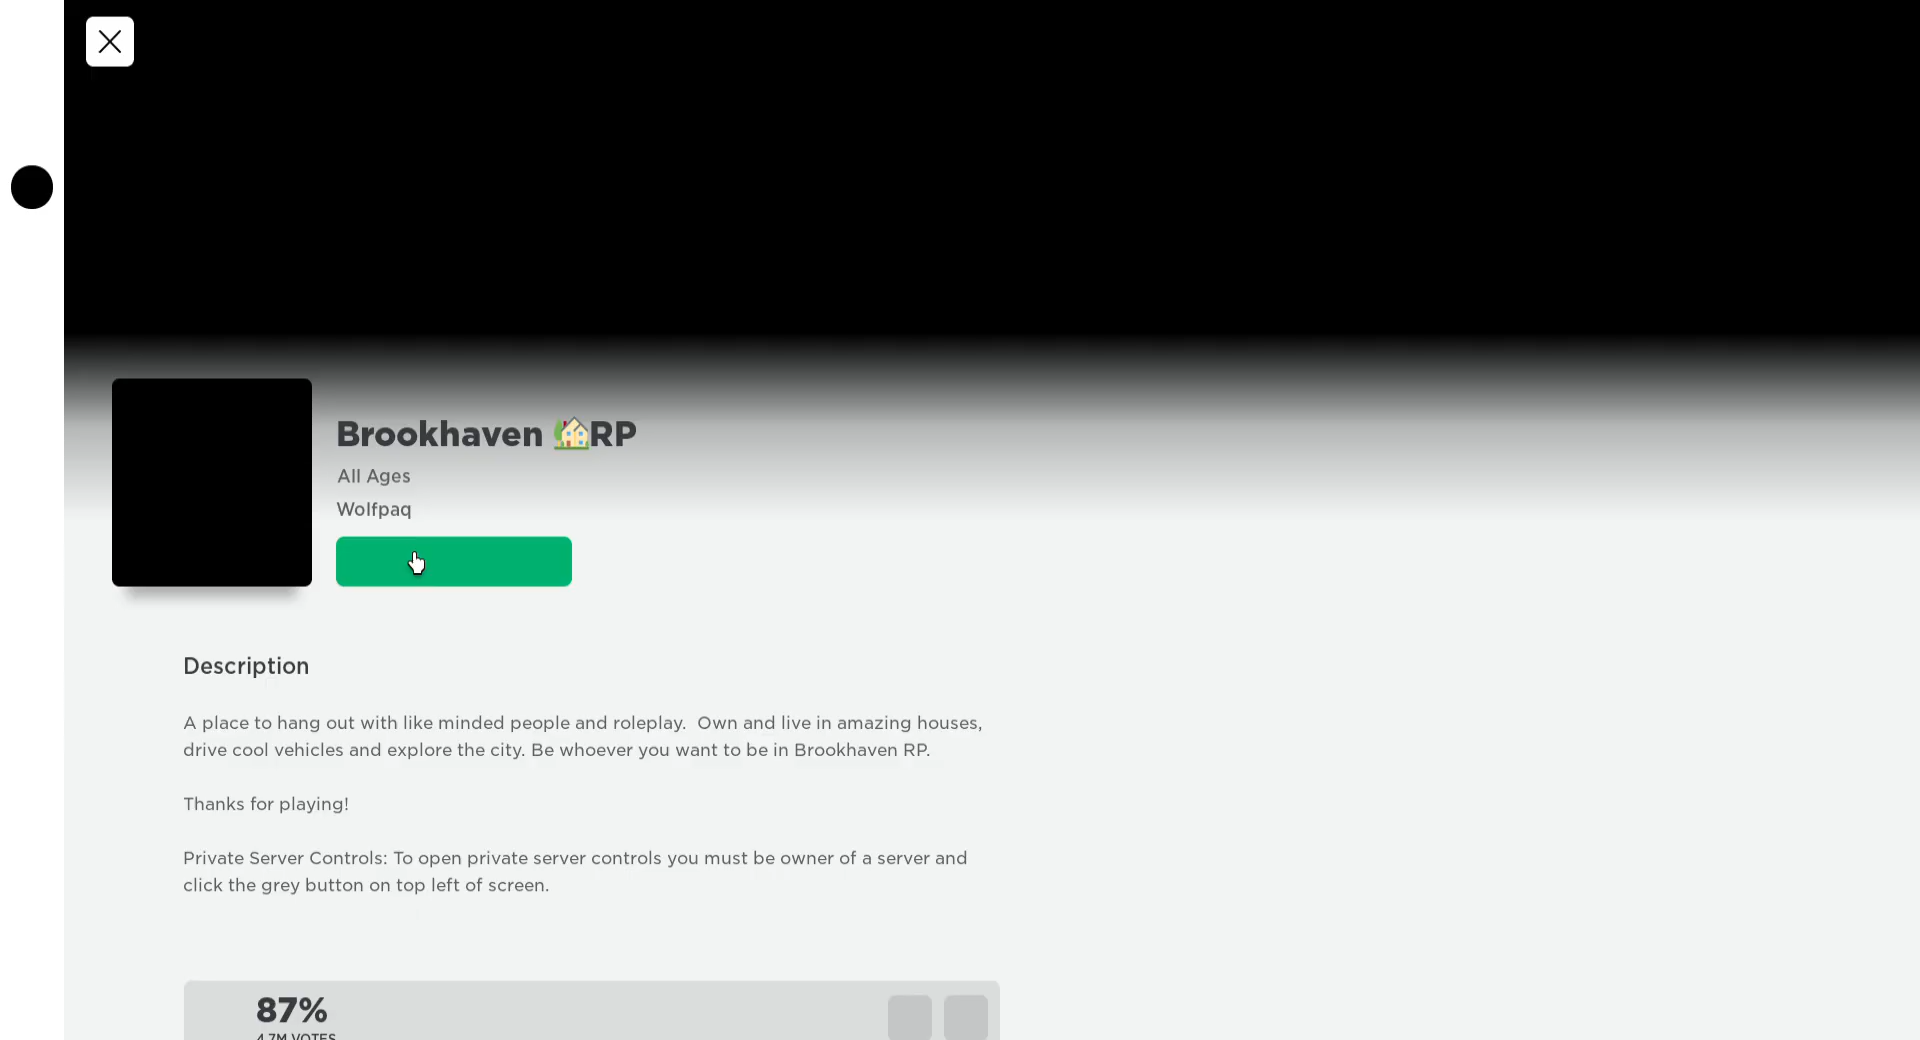 Brookhaven 🏡RP
All Ages
Wolfpaq
Description
A place to hang out with like minded people and roleplay.  Own and live in amazing houses,
drive cool vehicles and explore the city. Be whoever you want to be in Brookhaven RP.
Thanks for playing!
Private Server Controls: To open private server controls you must be owner of a server and
click the grey button on top left of screen.
87%
4.7M VOTES